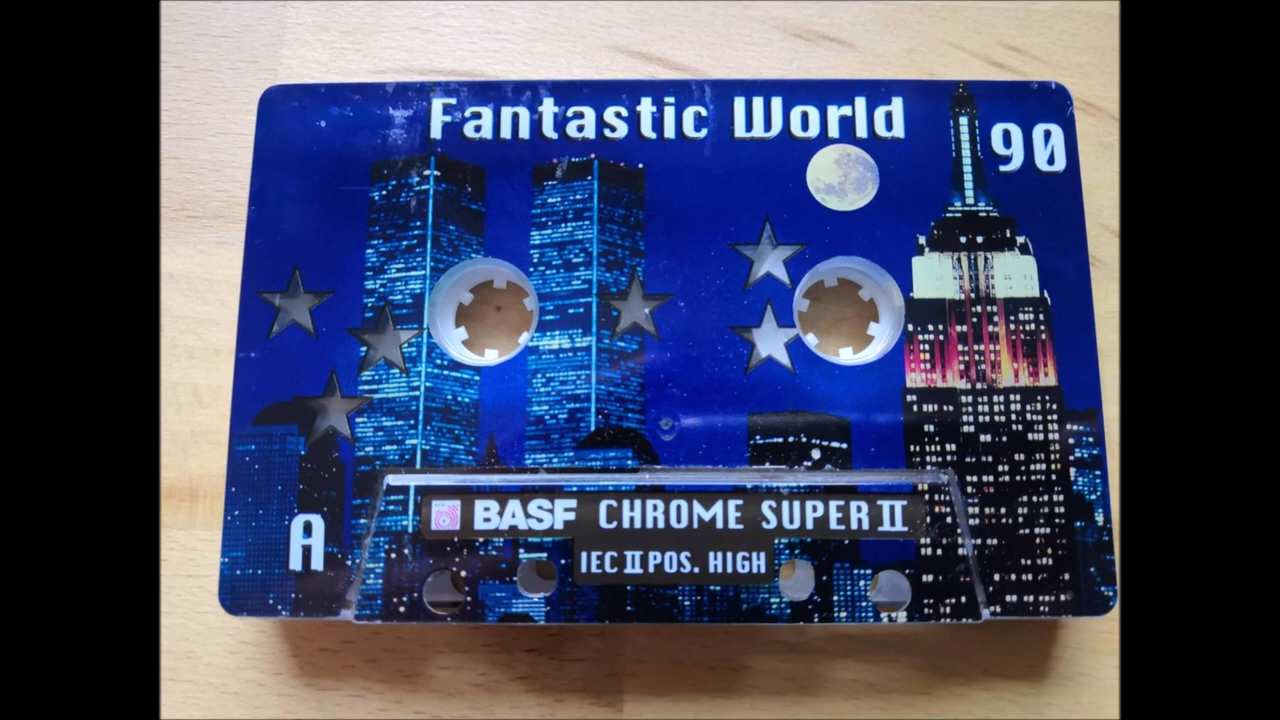 Fantastic World
90
A
BASF CHROME SUPER II
IEC II POS. HIGH